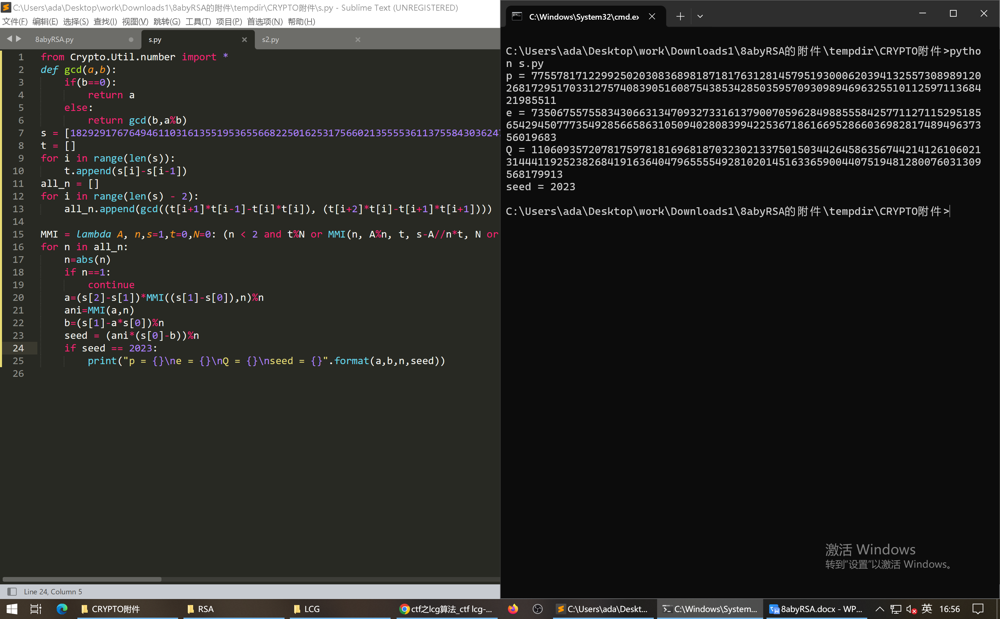 C:\Users\ada\Desktop\work\Downloads1\8abyRSA的附件\tempdir\CRYPTO附件\s.py - Sublime Text (UNREGISTERED)
文件(F) 编辑(E) 选择(S) 查找(I) 视图(V) 跳转(G) 工具(T) 项目(P) 首选项(N) 帮助(H)
8abyRSA.py
s.py
s2.py
1 from Crypto.Util.number import *
2 def gcd(a,b):
3 if(b==0):
4 return a
5 else:
6 return gcd(b,a%b)
7 s = [1829291767649461103161355195365566822501625317566021355553611375584303624
8 t = []
9 for i in range(len(s)):
10 t.append(s[i]-s[i-1])
11 all_n = []
12 for i in range(len(s) - 2):
13 all_n.append(gcd((t[i+1]*t[i-1]-t[i]*t[i]), (t[i+2]*t[i]-t[i+1]*t[i+1])))
14
15 MMI = lambda A, n,s=1,t=0,N=0: (n < 2 and t%N or MMI(n, A%n, t, s-A//n*t, N or
16 for n in all_n:
17 n=abs(n)
18 if n==1:
19 continue
20 a=(s[2]-s[1])*MMI((s[1]-s[0]),n)%n
21 ani=MMI(a,n)
22 b=(s[1]-a*s[0])%n
23 seed = (ani*(s[0]-b))%n
24 if seed == 2023:
25 print("p = {}\ne = {}\nQ = {}\nseed = {}".format(a,b,n,seed))
26
Line 24, Column 5
C:\Windows\System32\cmd.ex
C:\Users\ada\Desktop\work\Downloads1\8abyRSA的附件\tempdir\CRYPTO附件>pytho
n s.py
p = 77557817122992502030836898187181763128145795193000620394132557308989120
268172951703312757408390516087543853428503595709309894696325510112597113684
21985511
e = 73506755755834306631347093273316137900705962849885558425771127115295185
654294507773549285665863105094028083994225367186166952866036982817489496373
56019683
Q = 11060935720781759781816968187032302133750150344264586356744214126106021
314441192523826841916364047965555492810201451633659004407519481280076031309
568179913
seed = 2023
C:\Users\ada\Desktop\work\Downloads1\8abyRSA的附件\tempdir\CRYPTO附件>
激活 Windows
转到“设置”以激活 Windows。
CRYPTO附件
RSA
LCG
ctf之lcg算法_ctf lcg-...
C:\Users\ada\Deskt...
C:\Windows\System...
8abyRSA.docx - WP...
英
16:56